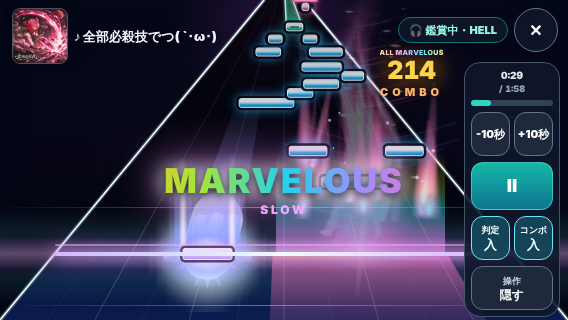 ♪ 全部必殺技でつ(`･ω･)
🎧 鑑賞中・HELL
×
ALL MARVELOUS
214
COMBO
0:29
/ 1:58
-10秒
+10秒
MARVELOUS
SLOW
判定
入
コンボ
入
操作
隠す